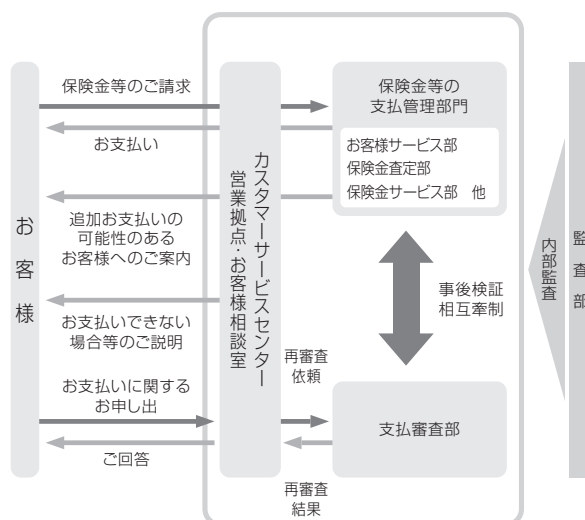 お客様
保険金等のご請求
お支払い
追加お支払いの
可能性のある
お客様へのご案内
お支払いできない
場合等のご説明
お支払いに関する
お申し出
ご回答
カスタマーサービスセンター
営業拠点・お客様相談室
保険金等の
支払管理部門
お客様サービス部
保険金査定部
保険金サービス部 他
事後検証
相互牽制
再審査
依頼
支払審査部
再審査
結果
内部監査
監査部